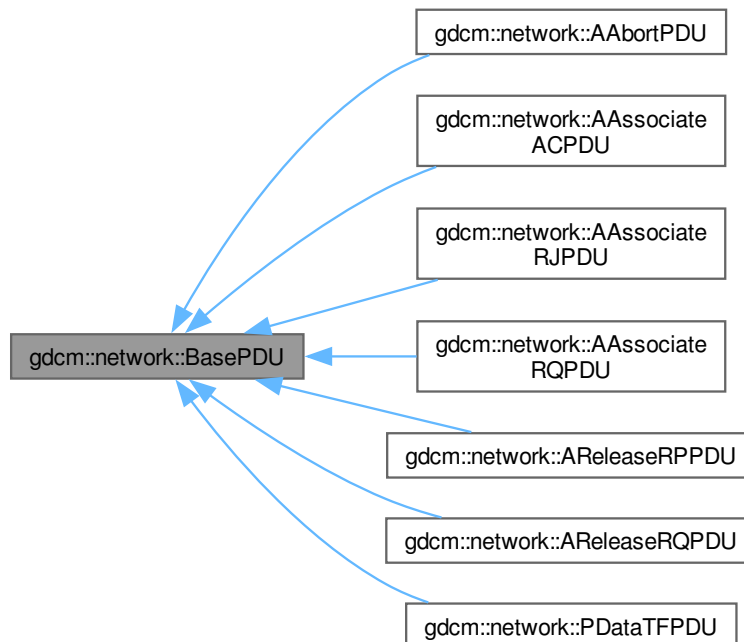 gdcm::network::AAbortPDU
gdcm::network::AAssociate
ACPDU
gdcm::network::AAssociate
RJPDU
gdcm::network::BasePDU
gdcm::network::AAssociate
RQPDU
gdcm::network::AReleaseRPPDU
gdcm::network::AReleaseRQPDU
gdcm::network::PDataTFPDU